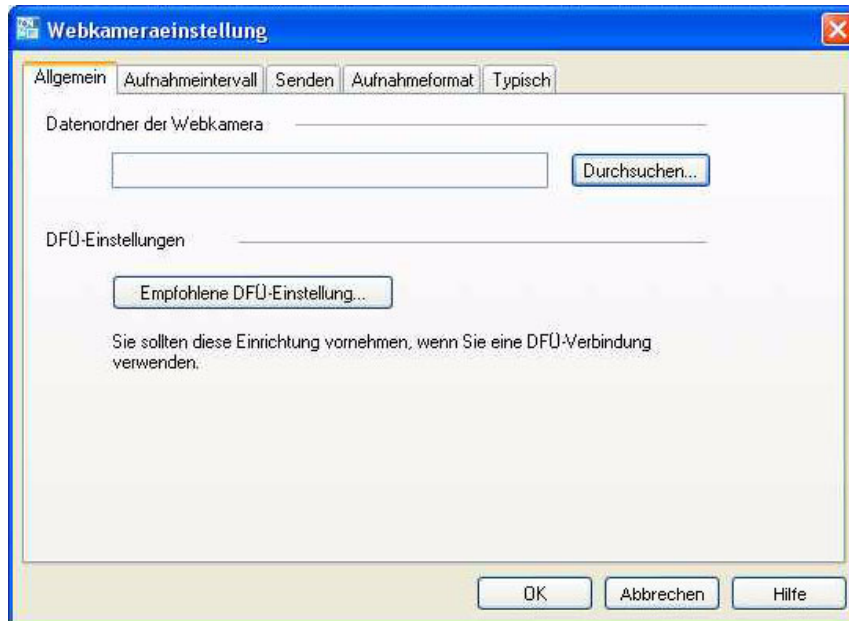 Webkameraeinstellung
Allgemein Aufnahmeintervall Senden Aufnahmeformat Typisch
Datenordner der Webkamera
Durchsuchen...
DFÜ-Einstellungen
Empfohlene DFÜ-Einstellung...
Sie sollten diese Einrichtung vornehmen, wenn Sie eine DFÜ-Verbindung
verwenden.
OK Abbrechen Hilfe